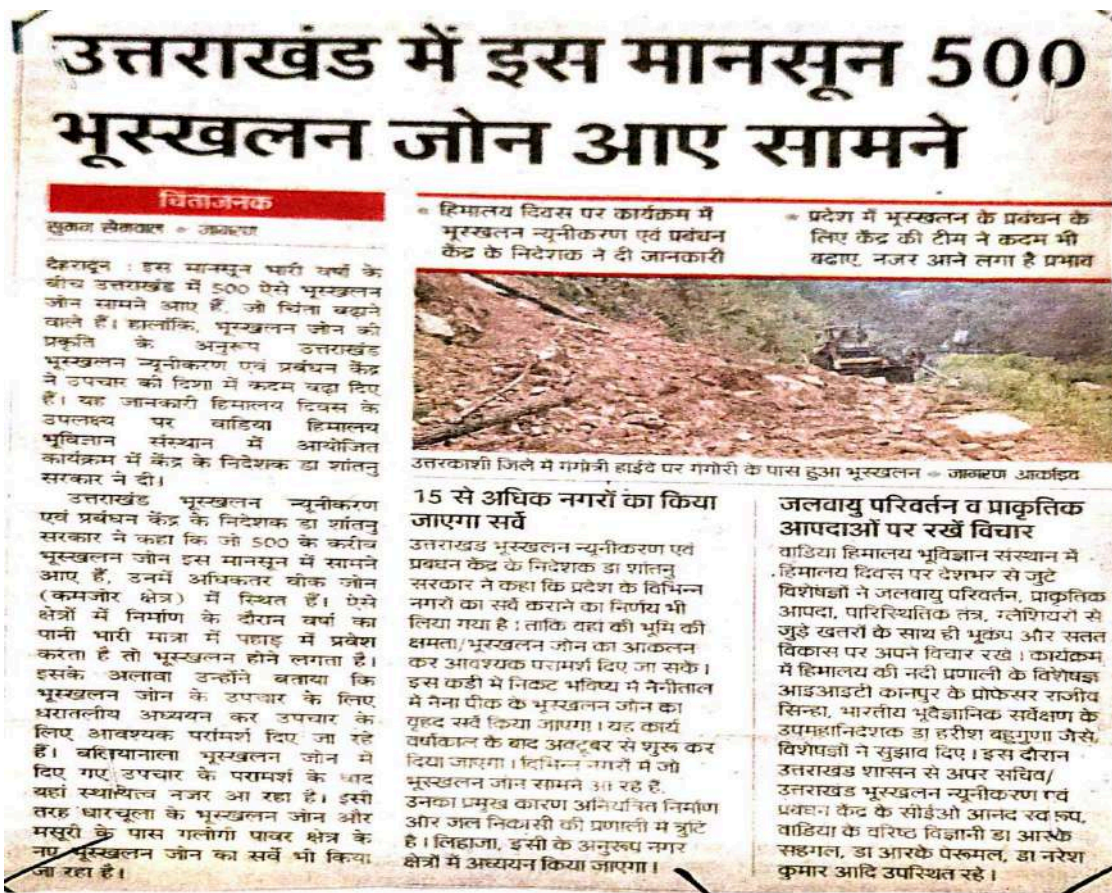 उत्तराखंड में इस मानसून 500
भूस्खलन जोन आए सामने
चिंताजनक
सुमन सेमवाल • जागरण
देहरादून : इस मानसून भारी वर्षा के
बीच उत्तराखंड में 500 ऐसे भूस्खलन
जोन सामने आए हैं, जो चिंता बढ़ाने
वाले हैं। हालांकि, भूस्खलन जोन की
प्रकृति के अनुरूप उत्तराखंड
भूस्खलन न्यूनीकरण एवं प्रबंधन केंद्र
ने उपचार की दिशा में कदम बढ़ा दिए
हैं। यह जानकारी हिमालय दिवस के
उपलक्ष्य पर वाडिया हिमालय
भूविज्ञान संस्थान में आयोजित
कार्यक्रम में केंद्र के निदेशक डा शांतनु
सरकार ने दी।
उत्तराखंड भूस्खलन न्यूनीकरण
एवं प्रबंधन केंद्र के निदेशक डा शांतनु
सरकार ने कहा कि जो 500 के करीब
भूस्खलन जोन इस मानसून में सामने
आए हैं, उनमें अधिकतर वीक जोन
(कमजोर क्षेत्र) में स्थित हैं। ऐसे
क्षेत्रों में निर्माण के दौरान वर्षा का
पानी भारी मात्रा में पहाड़ में प्रवेश
करता है तो भूस्खलन होने लगता है।
इसके अलावा उन्होंने बताया कि
भूस्खलन जोन के उपचार के लिए
धरातलीय अध्ययन कर उपचार के
लिए आवश्यक परामर्श दिए जा रहे
हैं। बलियानाला भूस्खलन जोन में
दिए गए उपचार के परामर्श के बाद
यहां स्थायित्व नजर आ रहा है। इसी
तरह धारचूला के भूस्खलन जोन और
मसूरी के पास गलोगी पावर क्षेत्र के
नए भूस्खलन जोन का सर्वे भी किया
जा रहा है।
• हिमालय दिवस पर कार्यक्रम में
भूस्खलन न्यूनीकरण एवं प्रबंधन
केंद्र के निदेशक ने दी जानकारी
• प्रदेश में भूस्खलन के प्रबंधन के
लिए केंद्र की टीम ने कदम भी
बढाए, नजर आने लगा है प्रभाव
उत्तरकाशी जिले में गंगोत्री हाईवे पर गंगोरी के पास हुआ भूस्खलन • जागरण आर्काइव
15 से अधिक नगरों का किया
जाएगा सर्वे
उत्तराखंड भूस्खलन न्यूनीकरण एवं
प्रबंधन केंद्र के निदेशक डा शांतनु
सरकार ने कहा कि प्रदेश के विभिन्न
नगरों का सर्वे कराने का निर्णय भी
लिया गया है। ताकि वहां की भूमि की
क्षमता/भूस्खलन जोन का आकलन
कर आवश्यक परामर्श दिए जा सकें।
इस कड़ी में निकट भविष्य में नैनीताल
में नैना पीक के भूस्खलन जोन का
वृहद सर्वे किया जाएगा। यह कार्य
वर्षाकाल के बाद अक्टूबर से शुरू कर
दिया जाएगा। विभिन्न नगरों में जो
भूस्खलन जोन सामने आ रहे हैं,
उनका प्रमुख कारण अनियंत्रित निर्माण
और जल निकासी की प्रणाली में त्रुटि
है। लिहाजा, इसी के अनुरूप नगर
क्षेत्रों में अध्ययन किया जाएगा।
जलवायु परिवर्तन व प्राकृतिक
आपदाओं पर रखें विचार
वाडिया हिमालय भूविज्ञान संस्थान में
हिमालय दिवस पर देशभर से जुटे
विशेषज्ञों ने जलवायु परिवर्तन, प्राकृतिक
आपदा, पारिस्थितिक तंत्र, ग्लेशियरों से
जुड़े खतरों के साथ ही भूकंप और सतत
विकास पर अपने विचार रखे। कार्यक्रम
में हिमालय की नदी प्रणाली के विशेषज्ञ
आइआइटी कानपुर के प्रोफेसर राजीव
सिन्हा, भारतीय भूवैज्ञानिक सर्वेक्षण के
उपमहानिदेशक डा हरीश बहुगुणा जैसे,
विशेषज्ञों ने सुझाव दिए। इस दौरान
उत्तराखंड शासन से अपर सचिव/
उत्तराखंड भूस्खलन न्यूनीकरण एवं
प्रबंधन केंद्र के सीईओ आनंद स्वरूप,
वाडिया के वरिष्ठ विज्ञानी डा आरके
सहगल, डा आरके पेरूमल, डा नरेश
कुमार आदि उपस्थित रहे।